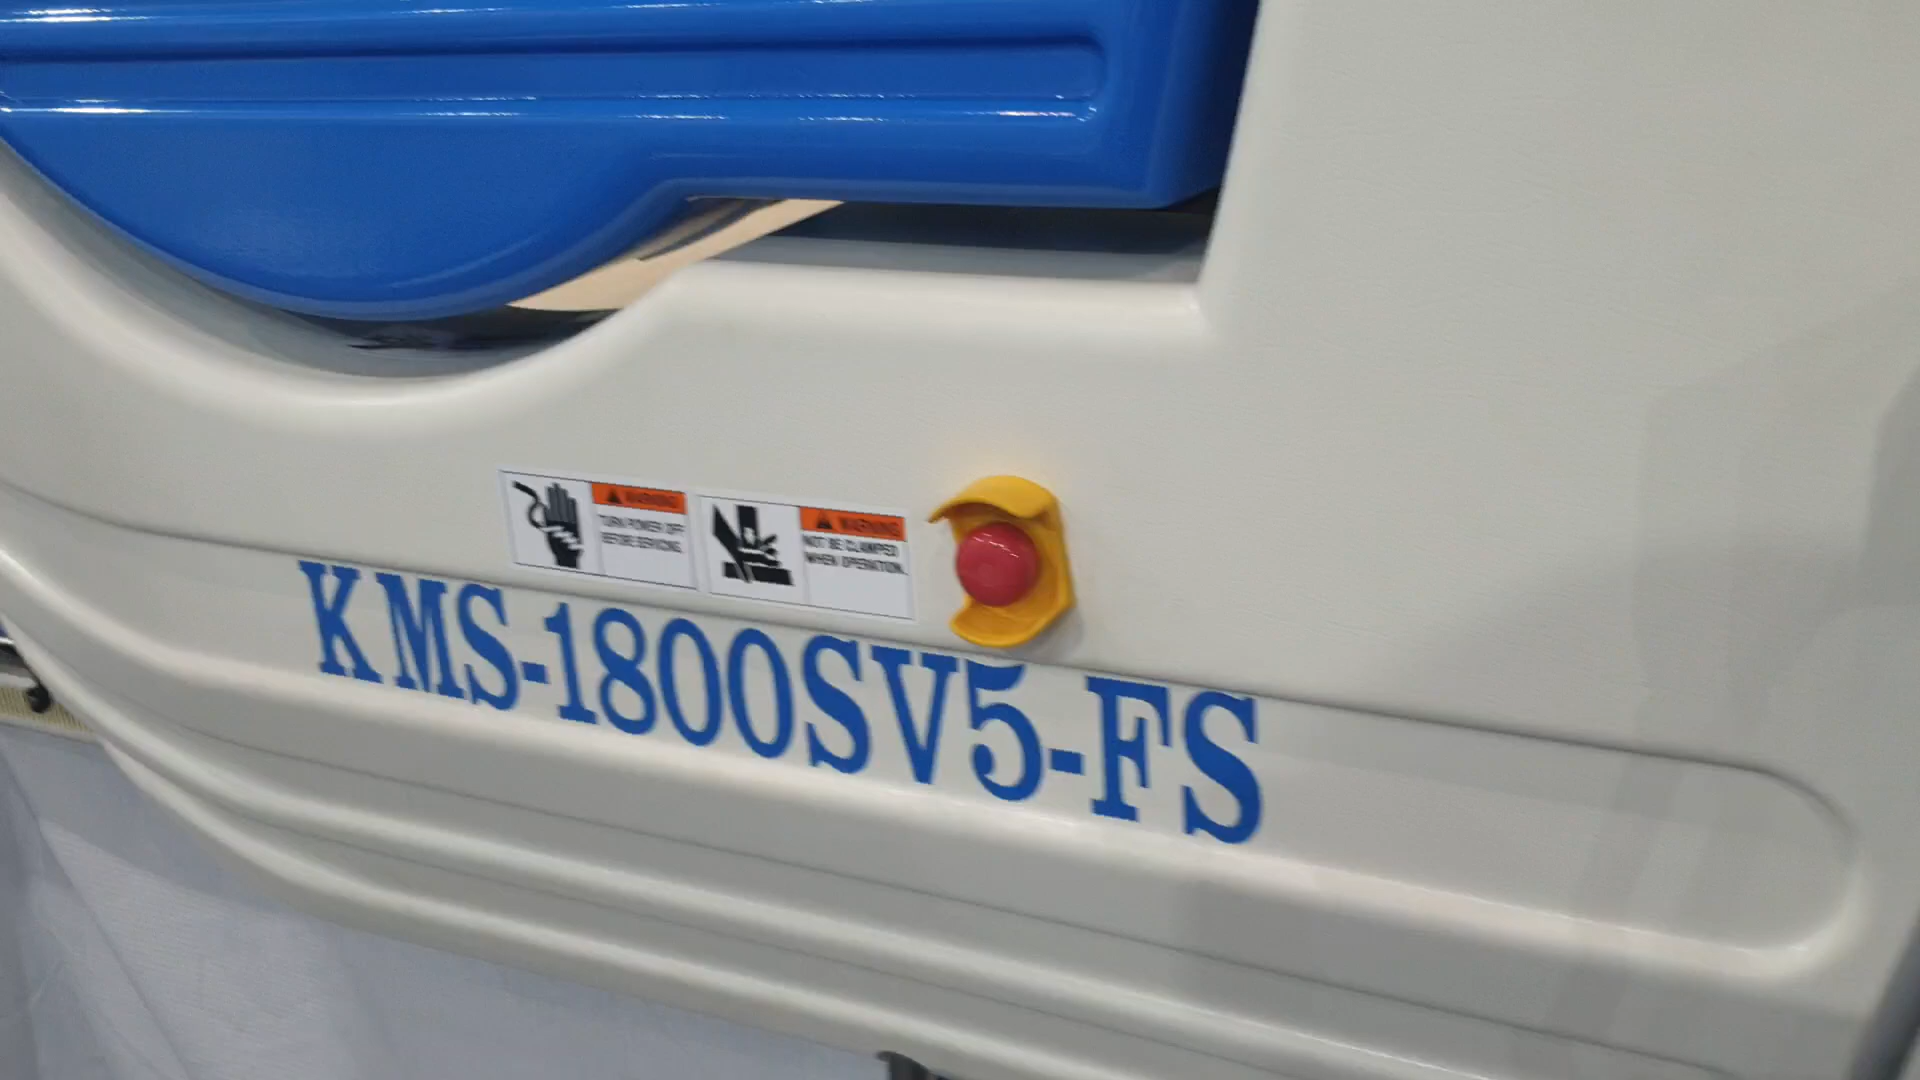 WARNING
TURN POWER OFF
BEFORE SERVICING.
WARNING
NOT BE CLAMPED
WHEN OPERATION.
KMS-1800SV5-FS